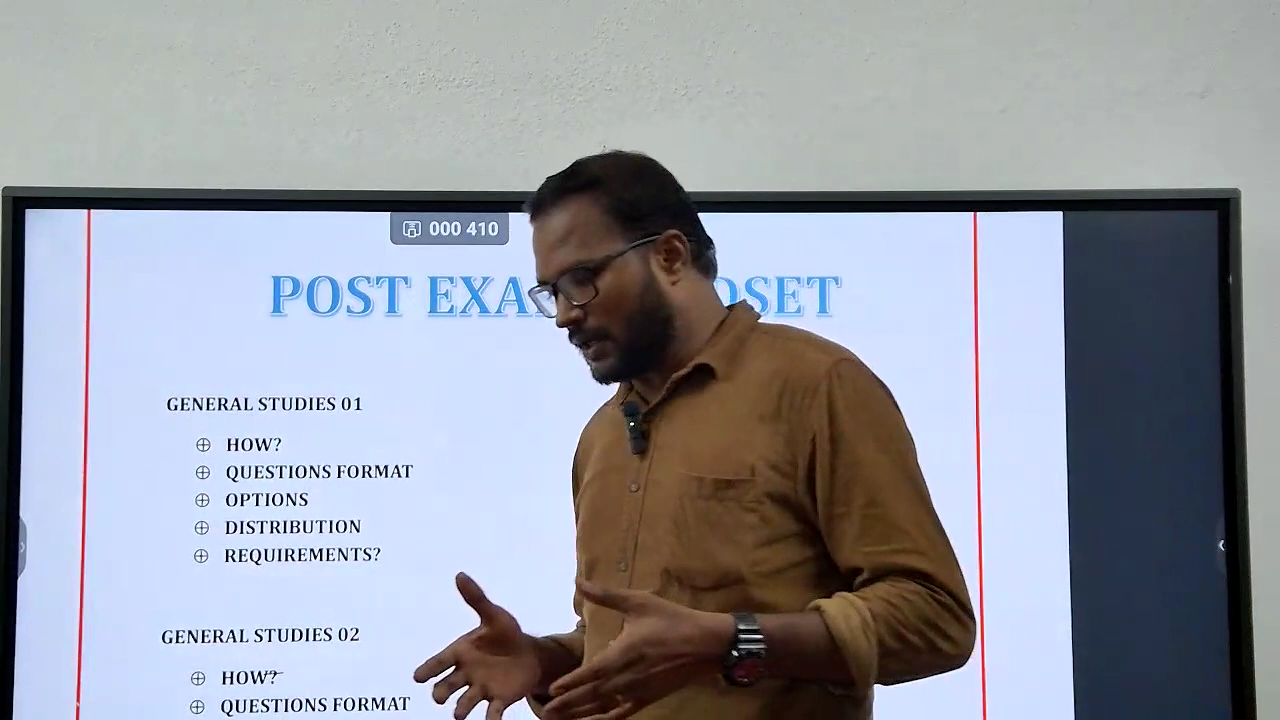 000 410
POST EXA DSET
GENERAL STUDIES 01
HOW?
QUESTIONS FORMAT
OPTIONS
DISTRIBUTION
REQUIREMENTS?
GENERAL STUDIES 02
HOW?
QUESTIONS FORMAT